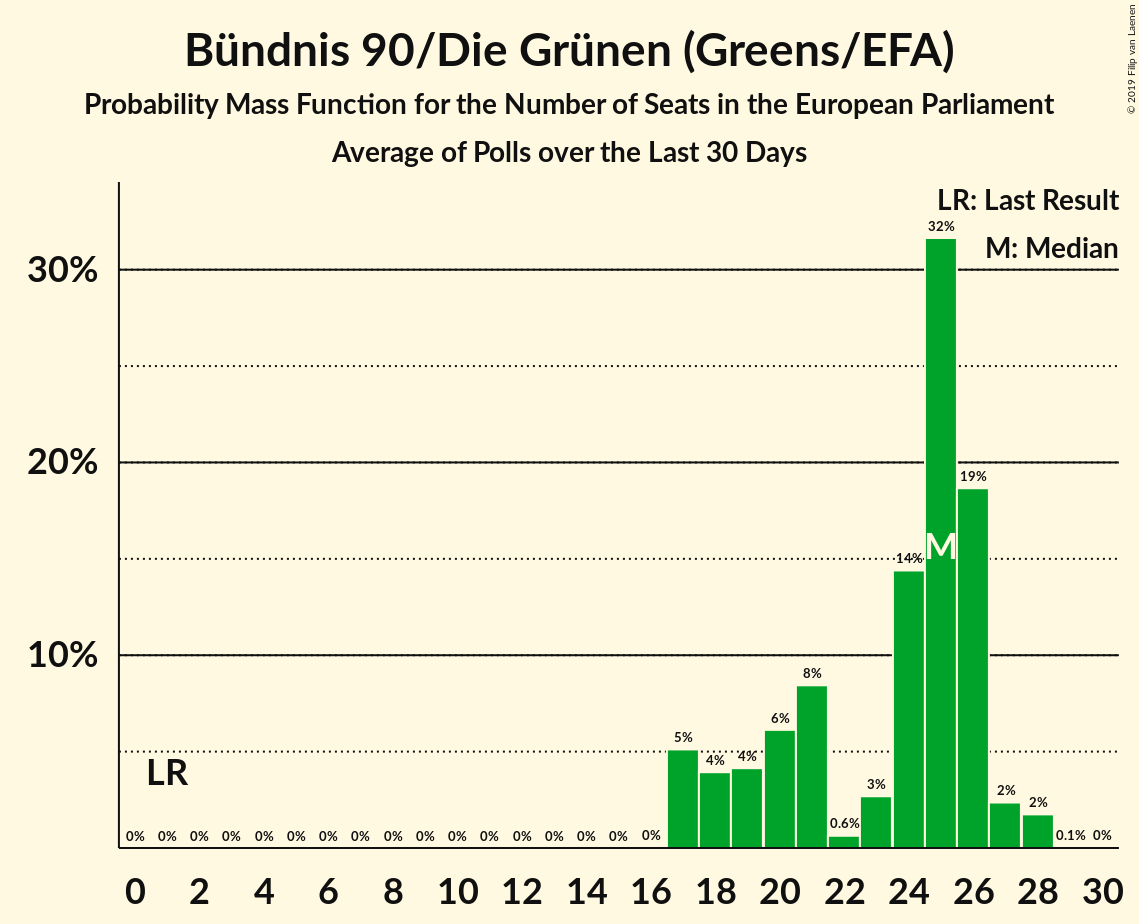 Bündnis 90/Die Grünen (Greens/EFA)
Probability Mass Function for the Number of Seats in the European Parliament
Average of Polls over the Last 30 Days
© 2019 Filip van Laenen
LR: Last Result
M: Median
30%
20%
10%
LR
M
0% 0% 0% 0% 0% 0% 0% 0% 0% 0% 0% 0% 0% 0% 0% 0% 0% 5% 4% 4% 6% 8% 0.6% 3% 14% 32% 19% 2% 2% 0.1% 0%
0 2 4 6 8 10 12 14 16 18 20 22 24 26 28 30